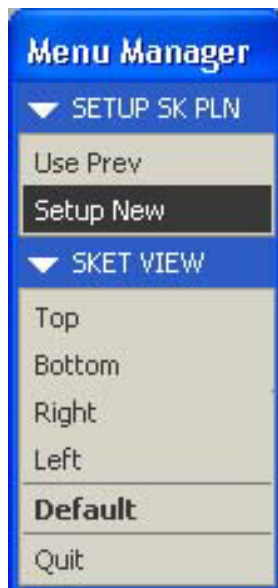 Menu Manager
SETUP SK PLN
Use Prev
Setup New
SKET VIEW
Top
Bottom
Right
Left
Default
Quit